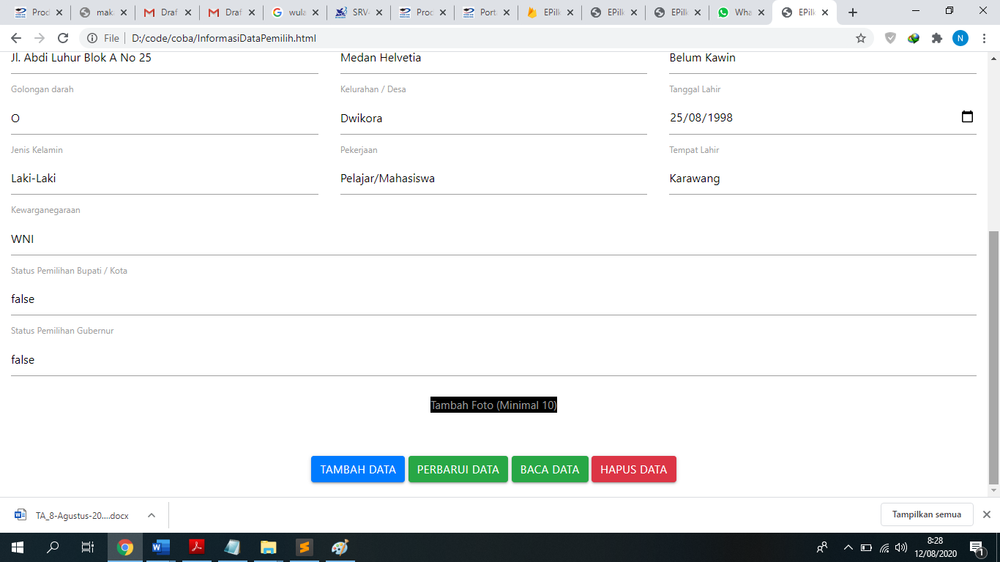 Prod
mak
Draf
Draf
wula
SRV-
Prod
Port
EPilk
EPilk
EPilk
Wha
EPilk
File
D:/code/coba/InformasiDataPemilih.html
N
Jl. Abdi Luhur Blok A No 25
Medan Helvetia
Belum Kawin
Golongan darah
Kelurahan / Desa
Tanggal Lahir
O
Dwikora
25/08/1998
Jenis Kelamin
Pekerjaan
Tempat Lahir
Laki-Laki
Pelajar/Mahasiswa
Karawang
Kewarganegaraan
WNI
Status Pemilihan Bupati / Kota
false
Status Pemilihan Gubernur
false
Tambah Foto (Minimal 10)
TAMBAH DATA
PERBARUI DATA
BACA DATA
HAPUS DATA
TA_8-Agustus-20....docx
Tampilkan semua
8:28
12/08/2020
1